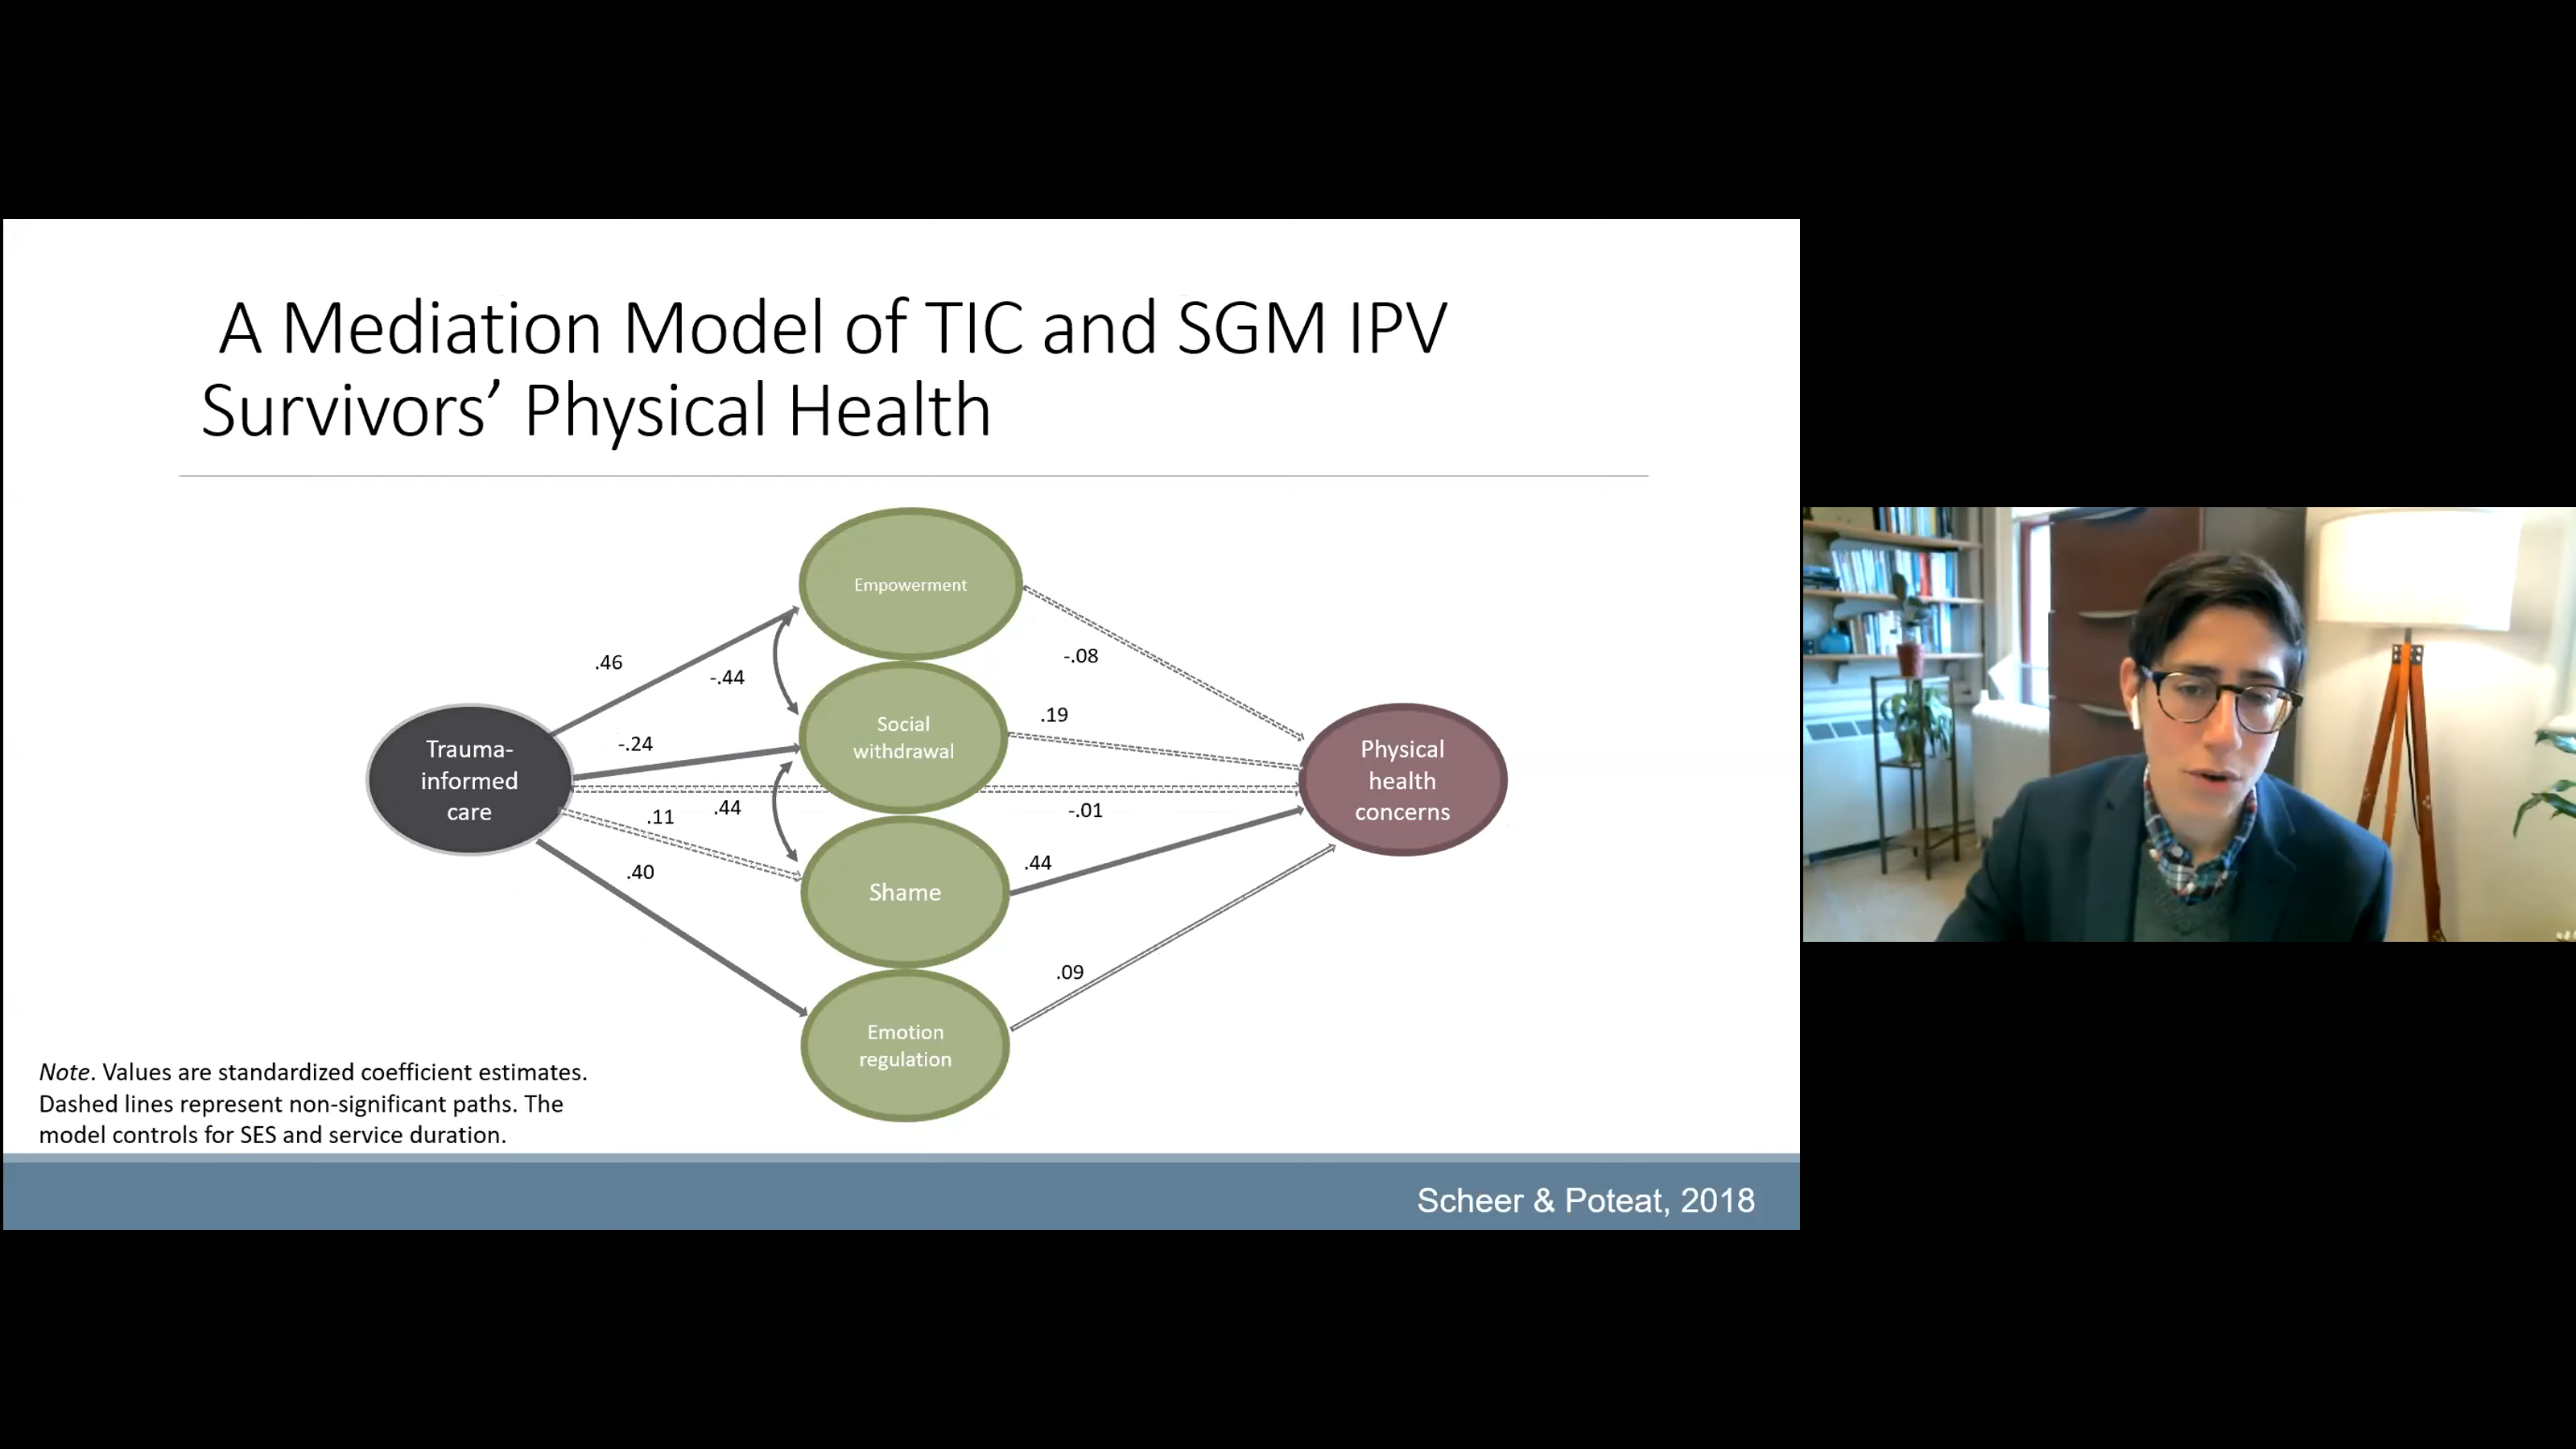 A Mediation Model of TIC and SGM IPV
Survivors’ Physical Health
Empowerment
.46
-.44
-.08
Social
withdrawal
.19
-.24
Trauma-
informed
care
Physical
health
concerns
.11
.44
-.01
.40
.44
Shame
.09
Emotion
regulation
Note. Values are standardized coefficient estimates.
Dashed lines represent non-significant paths. The
model controls for SES and service duration.
Scheer & Poteat, 2018